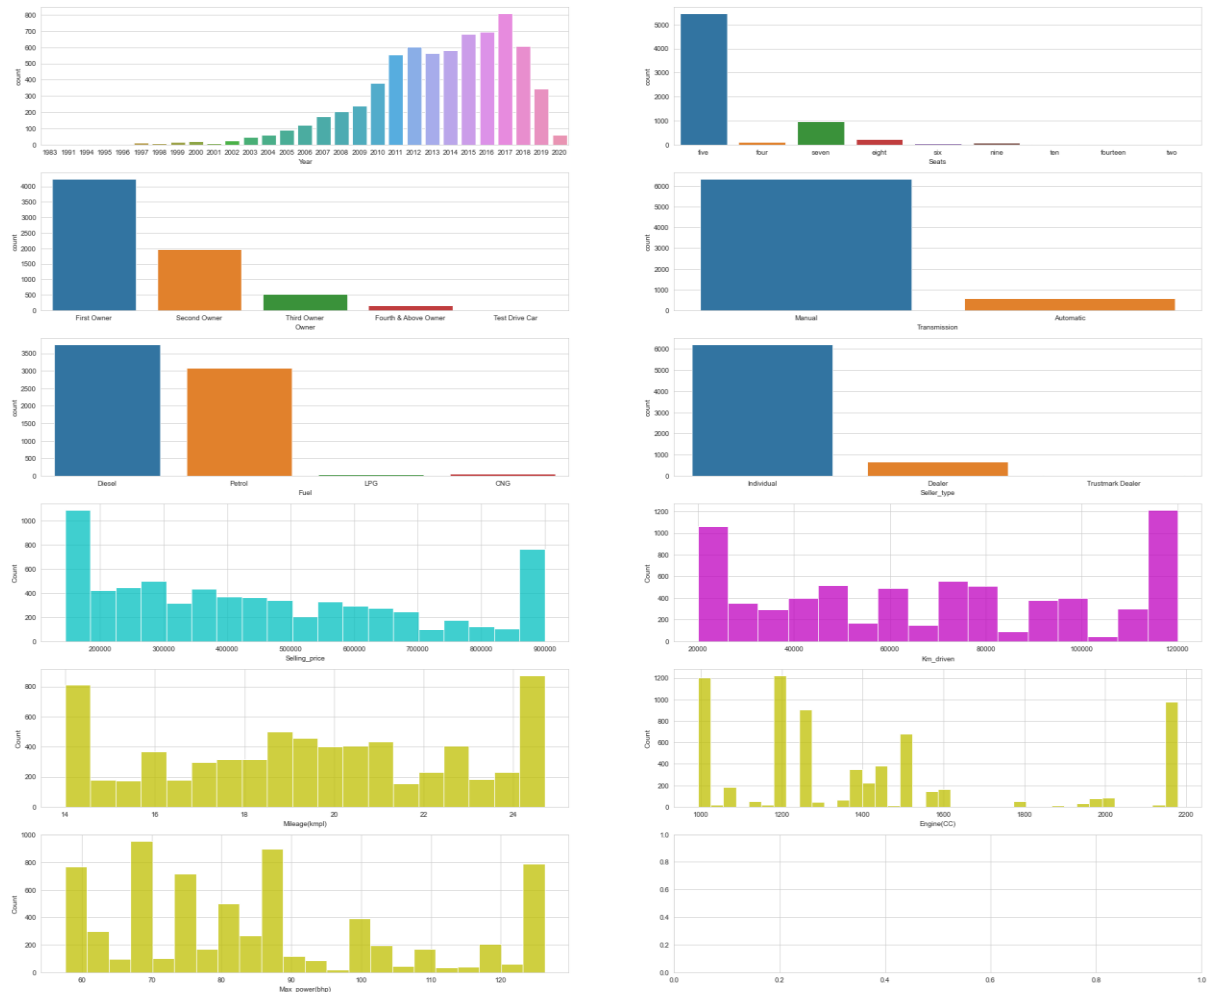 800
700
600
500
400
300
200
100
0
count
1983 1991 1994 1995 1996 1997 1998 1999 2000 2001 2002 2003 2004 2005 2006 2007 2008 2009 2010 2011 2012 2013 2014 2015 2016 2017 2018 2019 2020
Year
5000
4000
3000
2000
1000
0
count
five four seven eight six nine ten fourteen two
Seats
4000
3500
3000
2500
2000
1500
1000
500
0
count
First Owner Second Owner Third Owner Fourth & Above Owner Test Drive Car
Owner
6000
5000
4000
3000
2000
1000
0
count
Manual Automatic
Transmission
3500
3000
2500
2000
1500
1000
500
0
count
Diesel Petrol LPG CNG
Fuel
6000
5000
4000
3000
2000
1000
0
count
Individual Dealer Trustmark Dealer
Seller_type
1000
800
600
400
200
0
Count
200000 300000 400000 500000 600000 700000 800000 900000
Selling_price
1200
1000
800
600
400
200
0
Count
20000 40000 60000 80000 100000 120000
Km_driven
800
600
400
200
0
Count
14 16 18 20 22 24
Mileage(kmpl)
1200
1000
800
600
400
200
0
Count
1000 1200 1400 1600 1800 2000 2200
Engine(CC)
1000
800
600
400
200
0
Count
60 70 80 90 100 110 120
Max_power(bhp)
1.0
0.8
0.6
0.4
0.2
0.0
0.0 0.2 0.4 0.6 0.8 1.0